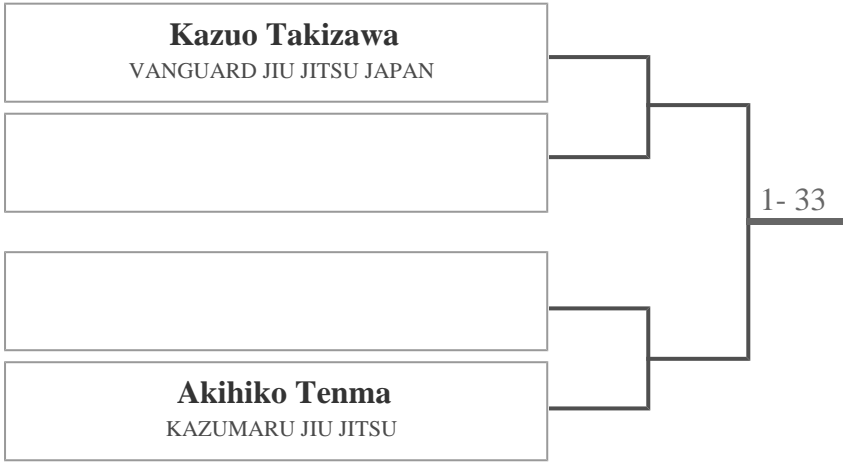 Kazuo Takizawa
VANGUARD JIU JITSU JAPAN
1- 33
Akihiko Tenma
KAZUMARU JIU JITSU